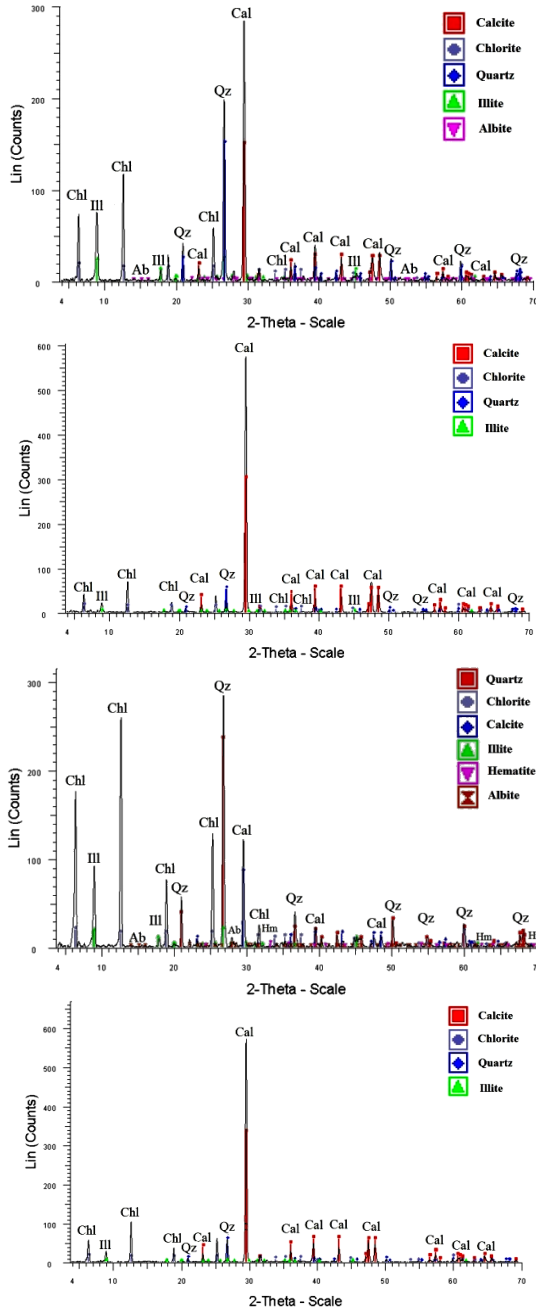 Cal
Calcite
Chlorite
Quartz
Illite
Albite
300
200
100
0
Lin (Counts)
Chl
Ill
Chl
Ab
Ill
Qz
Cal
Chl
Qz
Chl
Cal
Cal
Cal
Ill
Cal
Qz
Ab
Cal
Qz
Cal
Qz
4 10 20 30 40 50 60 70
2-Theta - Scale
Cal
Calcite
Chlorite
Quartz
Illite
600
500
400
300
200
100
0
Lin (Counts)
Chl
Ill
Chl
Chl
Qz
Cal
Qz
Ill
Chl
Cal
Chl
Cal
Cal
Ill
Cal
Qz
Qz
Cal
Cal
Qz
4 10 20 30 40 50 60 70
2-Theta - Scale
Qz
Quartz
Chlorite
Calcite
Illite
Hematite
Albite
300
200
100
0
Lin (Counts)
Chl
Ill
Chl
Ab
Ill
Chl
Qz
Chl
Ab
Cal
Chl
Hm
Qz
Cal
Cal
Qz
Qz
Qz
Hm
Qz
H
4 10 20 30 40 50 60 70
2-Theta - Scale
Cal
Calcite
Chlorite
Quartz
Illite
600
500
400
300
200
100
0
Lin (Counts)
Chl
Ill
Chl
Chl
Qz
Cal
Qz
Cal
Cal
Cal
Cal
Cal
Cal
Cal
4 10 20 30 40 50 60 70
2-Theta - Scale